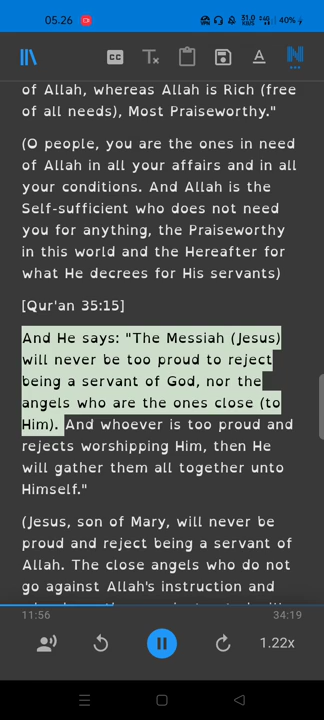 05.26
31.0 KB/S
40%
CC
of Allah, whereas Allah is Rich (free
of all needs), Most Praiseworthy."
(O people, you are the ones in need
of Allah in all your affairs and in all
your conditions. And Allah is the
Self-sufficient who does not need
you for anything, the Praiseworthy
in this world and the Hereafter for
what He decrees for His servants)
[Qur'an 35:15]
And He says: "The Messiah (Jesus)
will never be too proud to reject
being a servant of God, nor the
angels who are the ones close (to
Him). And whoever is too proud and
rejects worshipping Him, then He
will gather them all together unto
Himself."
(Jesus, son of Mary, will never be
proud and reject being a servant of
Allah. The close angels who do not
go against Allah's instruction and
11:56
34:19
1.22x